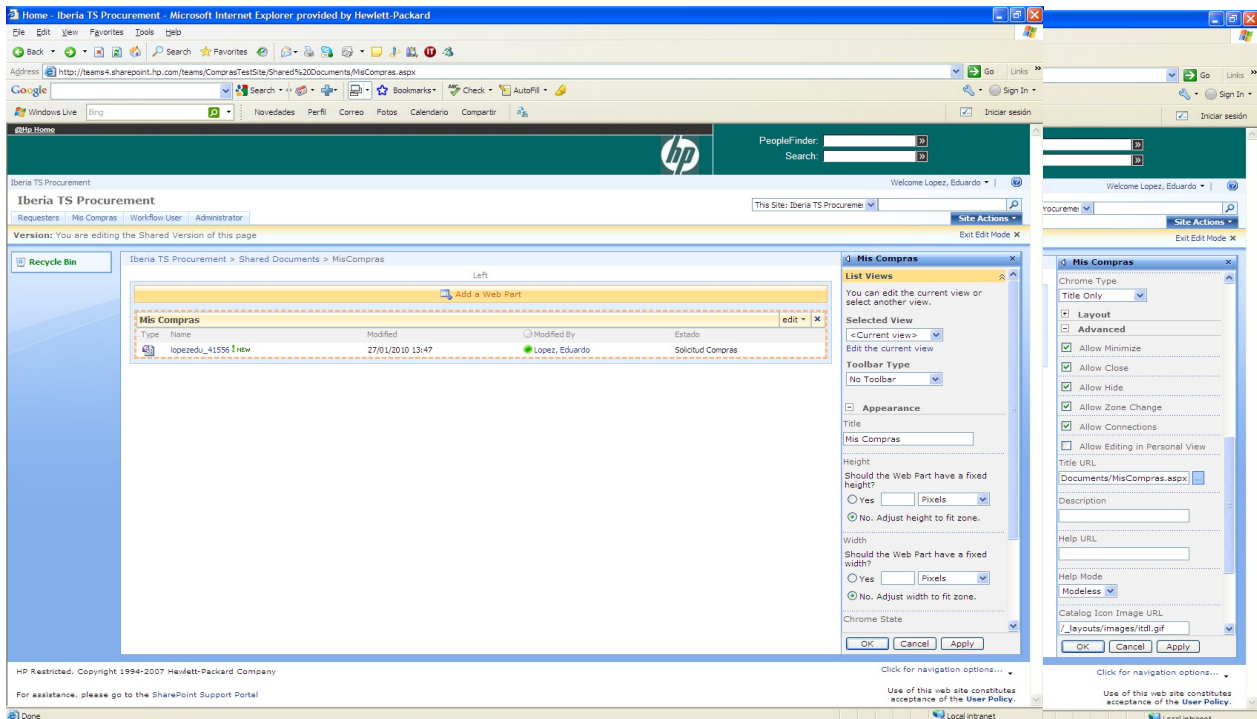 Home - Iberia TS Procurement - Microsoft Internet Explorer provided by Hewlett-Packard
File Edit View Favorites Tools Help
Back Search Favorites
Address http://teams4.sharepoint.hp.com/teams/ComprasTestSite/Shared%20Documents/MisCompras.aspx Go Links »
Google Search Bookmarks Check AutoFill Sign In
Windows Live Bing Novedades Perfil Correo Fotos Calendario Compartir Iniciar sesión
@Hp Home
hp
PeopleFinder:
Search:
Iberia TS Procurement Welcome Lopez, Eduardo
Iberia TS Procurement
This Site: Iberia TS Procureme
Requesters Mis Compras Workflow User Administrator Site Actions
Version: You are editing the Shared Version of this page Exit Edit Mode X
Recycle Bin
Iberia TS Procurement > Shared Documents > MisCompras
Left
Add a Web Part
Mis Compras edit x
Type Name Modified Modified By Estado
lopezedu_41556 ! NEW 27/01/2010 13:47 Lopez, Eduardo Solicitud Compras
Mis Compras x
List Views
You can edit the current view or
select another view.
Selected View
<Current view>
Edit the current view
Toolbar Type
No Toolbar
Appearance
Title
Mis Compras
Height
Should the Web Part have a fixed
height?
Yes Pixels
No. Adjust height to fit zone.
Width
Should the Web Part have a fixed
width?
Yes Pixels
No. Adjust width to fit zone.
Chrome State
OK Cancel Apply
HP Restricted, Copyright 1994-2007 Hewlett-Packard Company
Click for navigation options...
For assistance, please go to the SharePoint Support Portal
Use of this web site constitutes
acceptance of the User Policy.
Done Local intranet
Go Links »
Sign In
Iniciar sesión
Welcome Lopez, Eduardo
rocureme
Site Actions
Exit Edit Mode X
Mis Compras x
Chrome Type
Title Only
Layout
Advanced
Allow Minimize
Allow Close
Allow Hide
Allow Zone Change
Allow Connections
Allow Editing in Personal View
Title URL
Documents/MisCompras.aspx ...
Description
Help URL
Help Mode
Modeless
Catalog Icon Image URL
/_layouts/images/itdl.gif
OK Cancel Apply
Click for navigation options...
Use of this web site constitutes
acceptance of the User Policy.
Local intranet